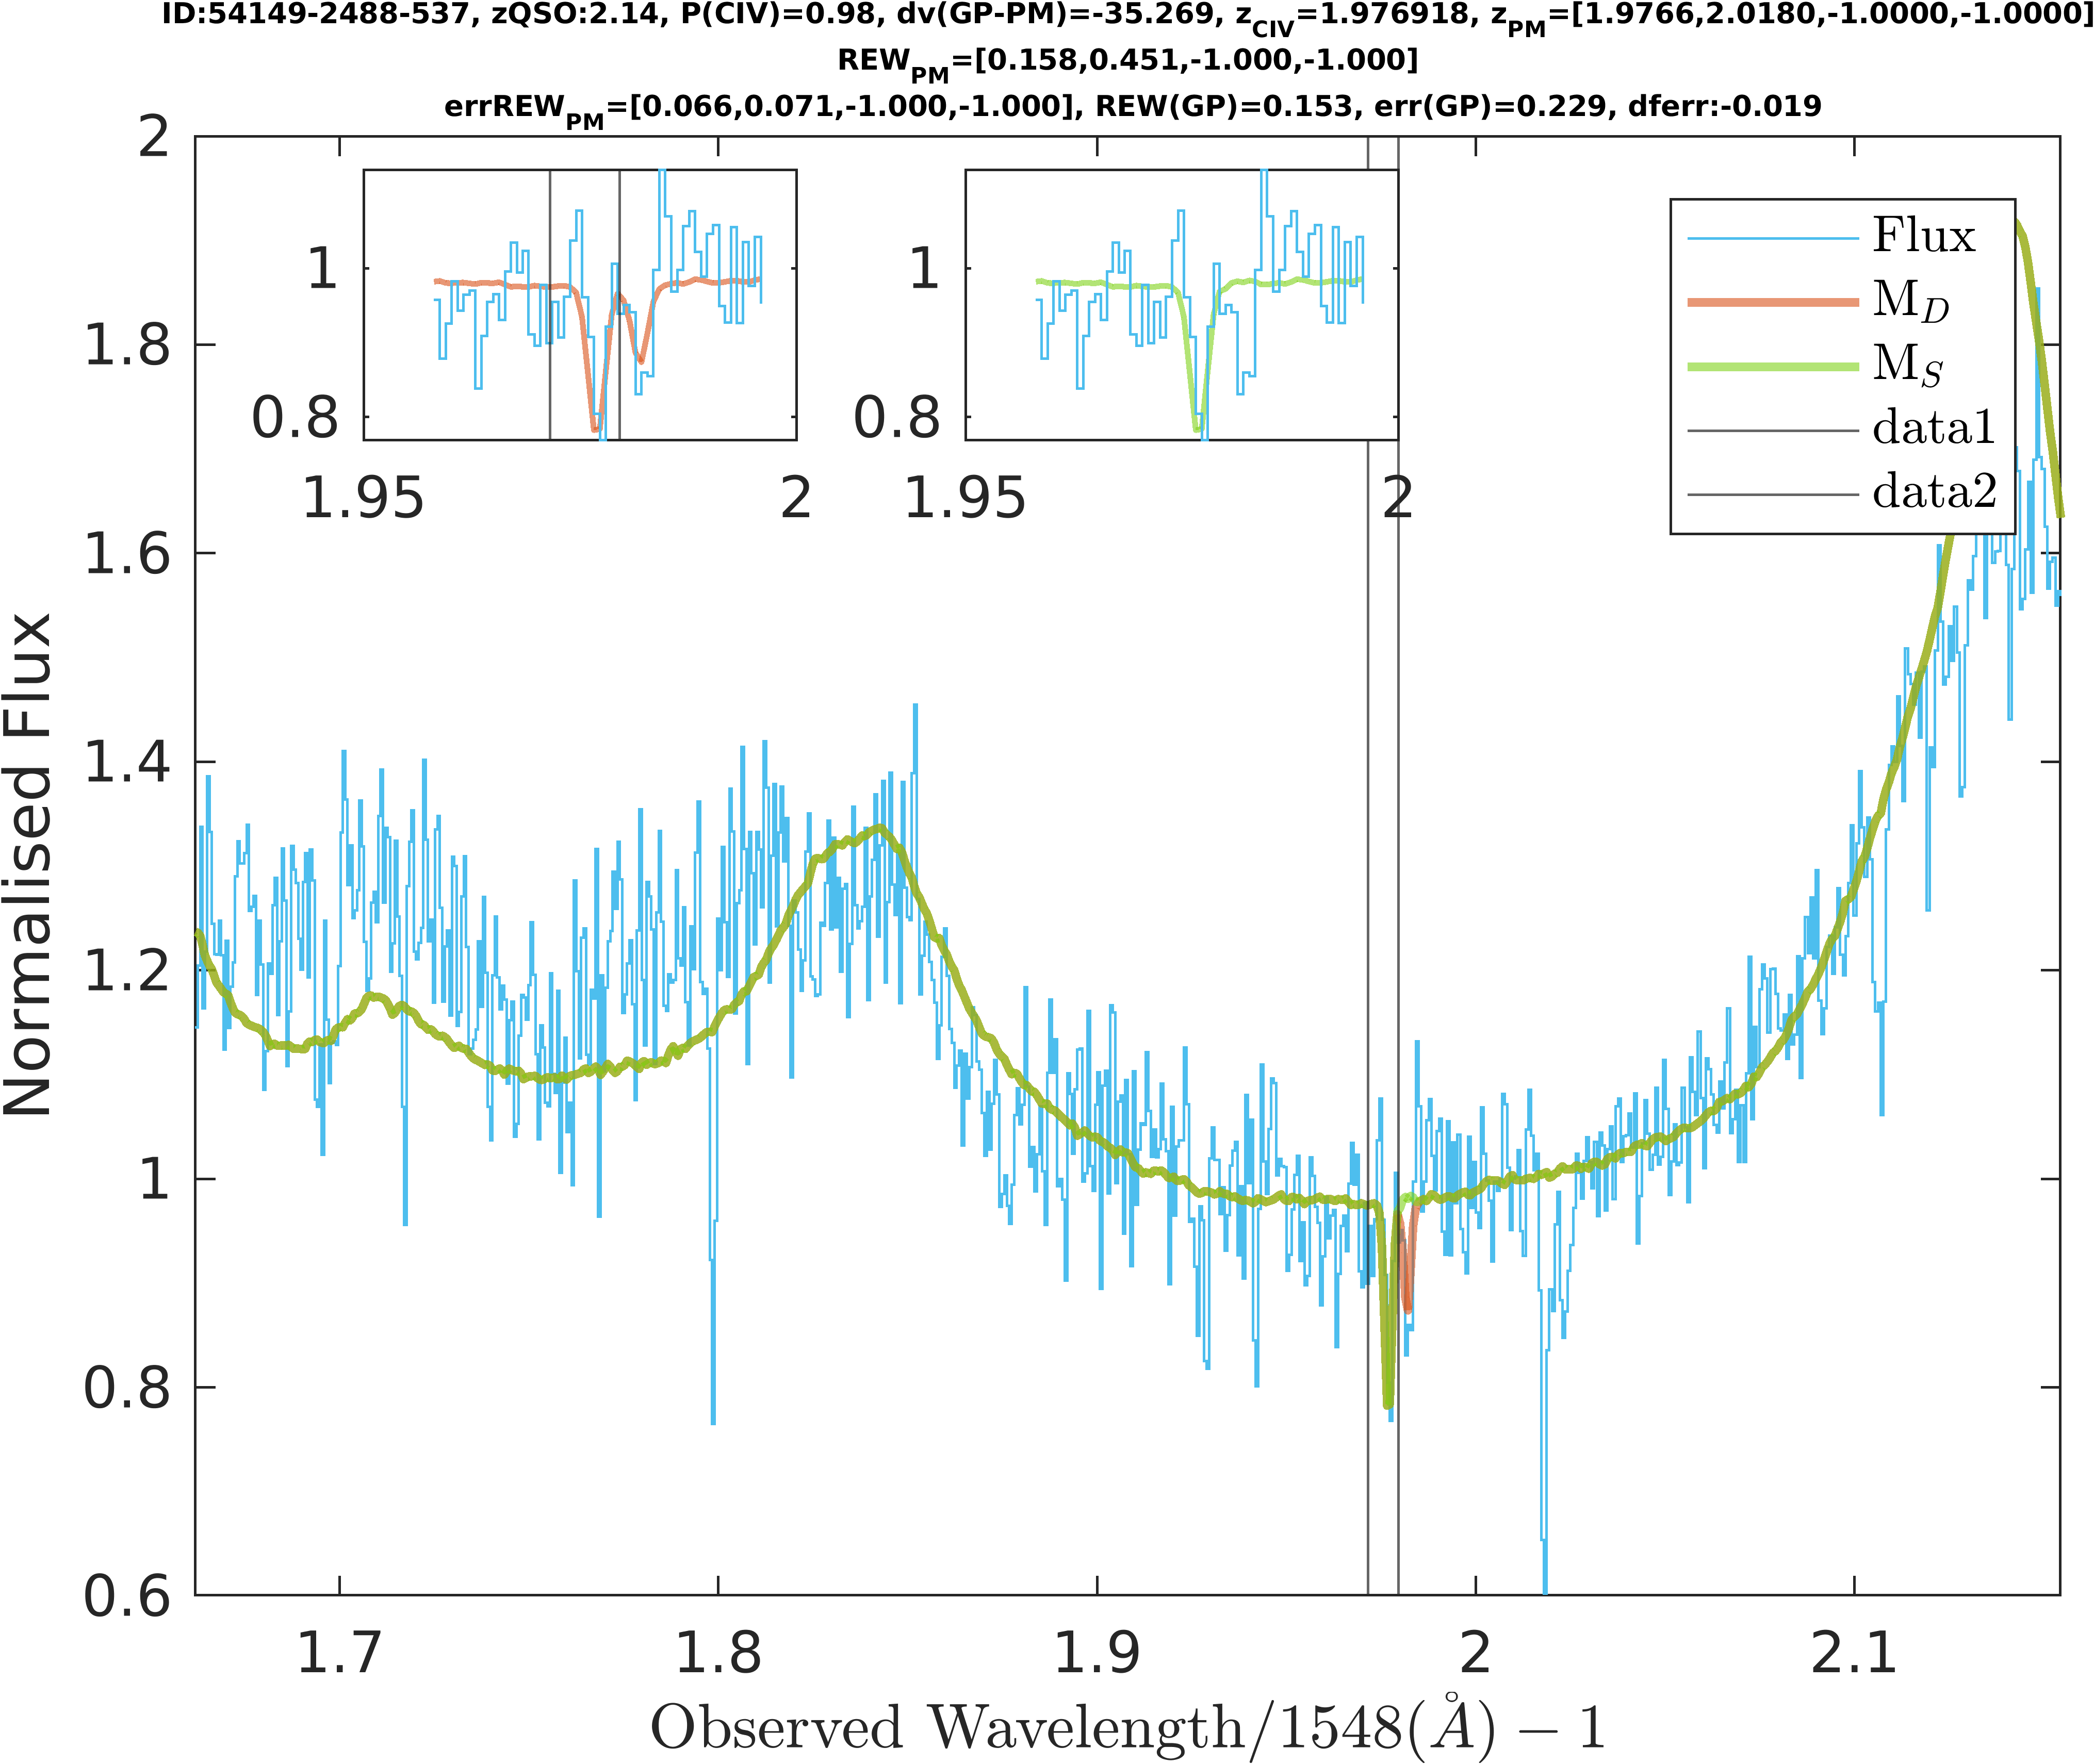 ID:54149-2488-537, zQSO:2.14, P(CIV)=0.98, dv(GP-PM)=-35.269, zCIV=1.976918, zPM=[1.9766,2.0180,-1.0000,-1.0000]
REWPM=[0.158,0.451,-1.000,-1.000]
errREWPM=[0.066,0.071,-1.000,-1.000], REW(GP)=0.153, err(GP)=0.229, dferr:-0.019
2
1.8
1.6
1.4
1.2
1
0.8
0.6
Normalised Flux
1
0.8
1.95
2
1
0.8
1.95
2
Flux
MD
MS
data1
data2
1.7
1.8
1.9
2
2.1
Observed Wavelength/1548(Å) − 1